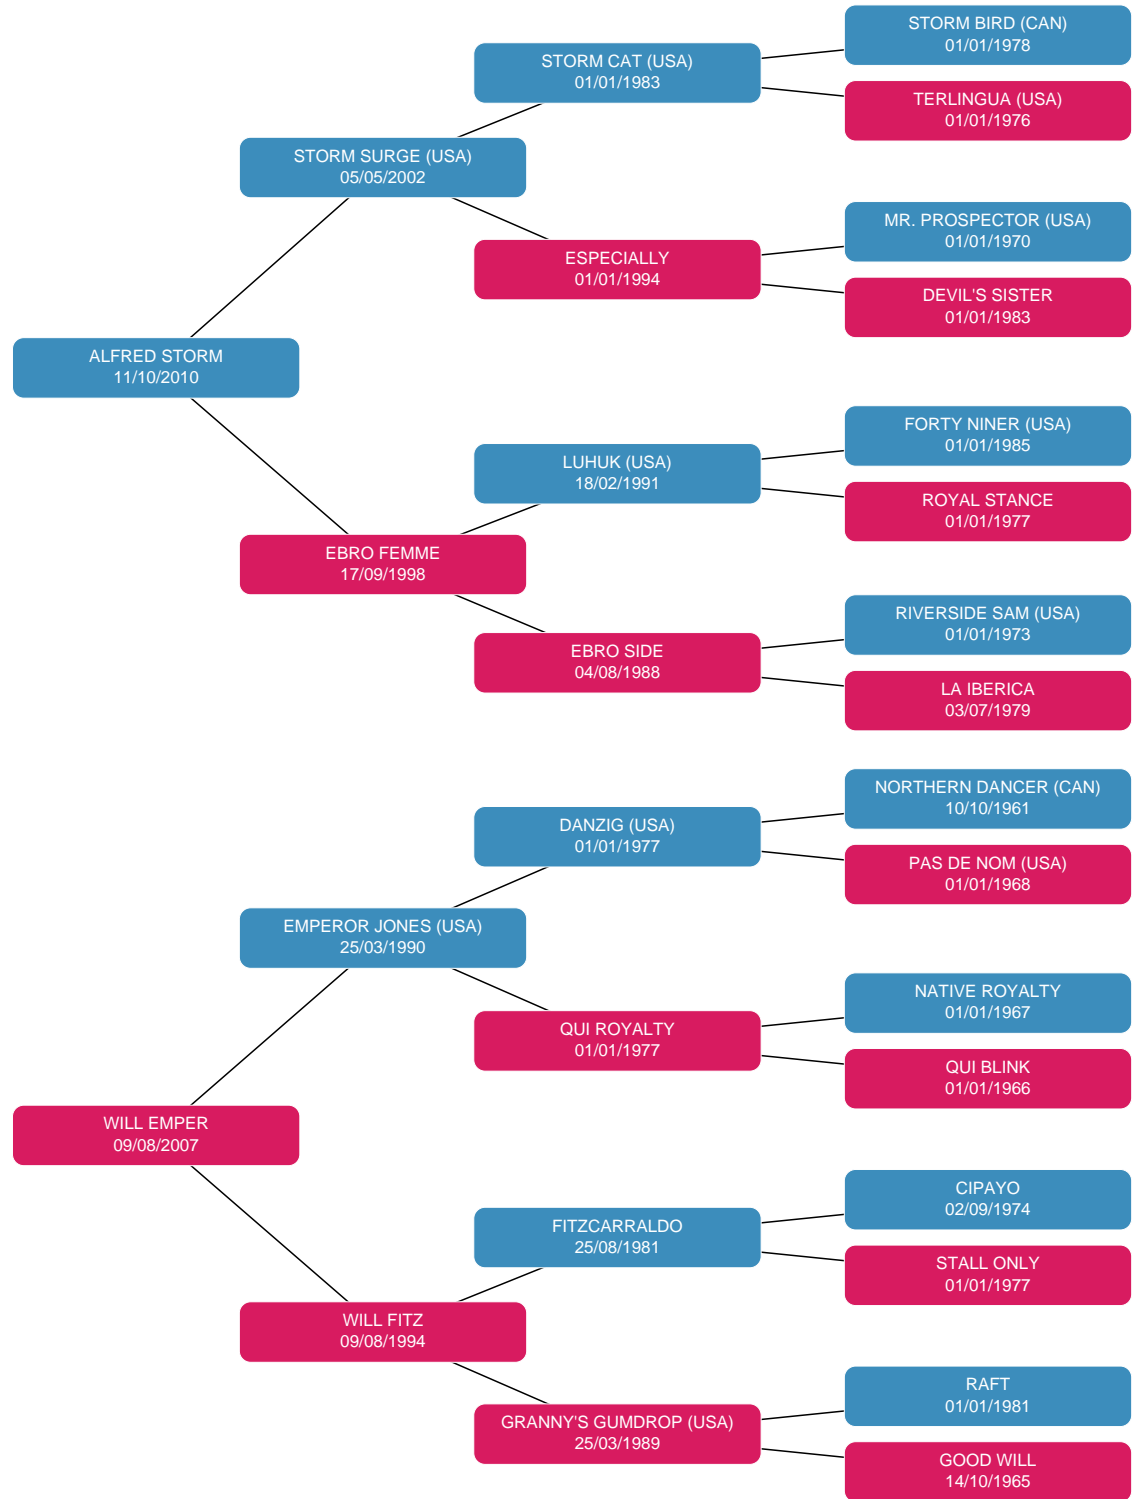 STORM BIRD (CAN)
01/01/1978
STORM CAT (USA)
01/01/1983
TERLINGUA (USA)
01/01/1976
STORM SURGE (USA)
05/05/2002
MR. PROSPECTOR (USA)
01/01/1970
ESPECIALLY
01/01/1994
DEVIL'S SISTER
01/01/1983
ALFRED STORM
11/10/2010
FORTY NINER (USA)
01/01/1985
LUHUK (USA)
18/02/1991
ROYAL STANCE
01/01/1977
EBRO FEMME
17/09/1998
RIVERSIDE SAM (USA)
01/01/1973
EBRO SIDE
04/08/1988
LA IBERICA
03/07/1979
NORTHERN DANCER (CAN)
10/10/1961
DANZIG (USA)
01/01/1977
PAS DE NOM (USA)
01/01/1968
EMPEROR JONES (USA)
25/03/1990
NATIVE ROYALTY
01/01/1967
QUI ROYALTY
01/01/1977
QUI BLINK
01/01/1966
WILL EMPER
09/08/2007
CIPAYO
02/09/1974
FITZCARRALDO
25/08/1981
STALL ONLY
01/01/1977
WILL FITZ
09/08/1994
RAFT
01/01/1981
GRANNY'S GUMDROP (USA)
25/03/1989
GOOD WILL
14/10/1965